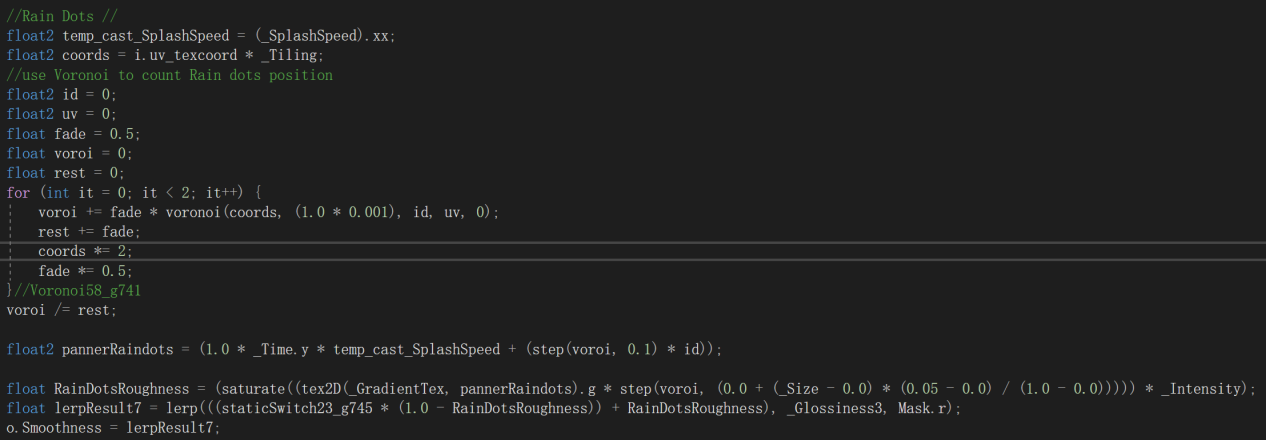 //Rain Dots //
float2 temp_cast_SplashSpeed = (_SplashSpeed).xx;
float2 coords = i.uv_texcoord * _Tiling;
//use Voronoi to count Rain dots position
float2 id = 0;
float2 uv = 0;
float fade = 0.5;
float voroi = 0;
float rest = 0;
for (int it = 0; it < 2; it++) {
    voroi += fade * voronoi(coords, (1.0 * 0.001), id, uv, 0);
    rest += fade;
    coords *= 2;
    fade *= 0.5;
}//Voronoi58_g741
voroi /= rest;
float2 pannerRaindots = (1.0 * _Time.y * temp_cast_SplashSpeed + (step(voroi, 0.1) * id));
float RainDotsRoughness = (saturate((tex2D(_GradientTex, pannerRaindots).g * step(voroi, (0.0 + (_Size - 0.0) * (0.05 - 0.0) / (1.0 - 0.0))))) * _Intensity);
float lerpResult7 = lerp(((staticSwitch23_g745 * (1.0 - RainDotsRoughness)) + RainDotsRoughness), _Glossiness3, Mask.r);
o.Smoothness = lerpResult7;